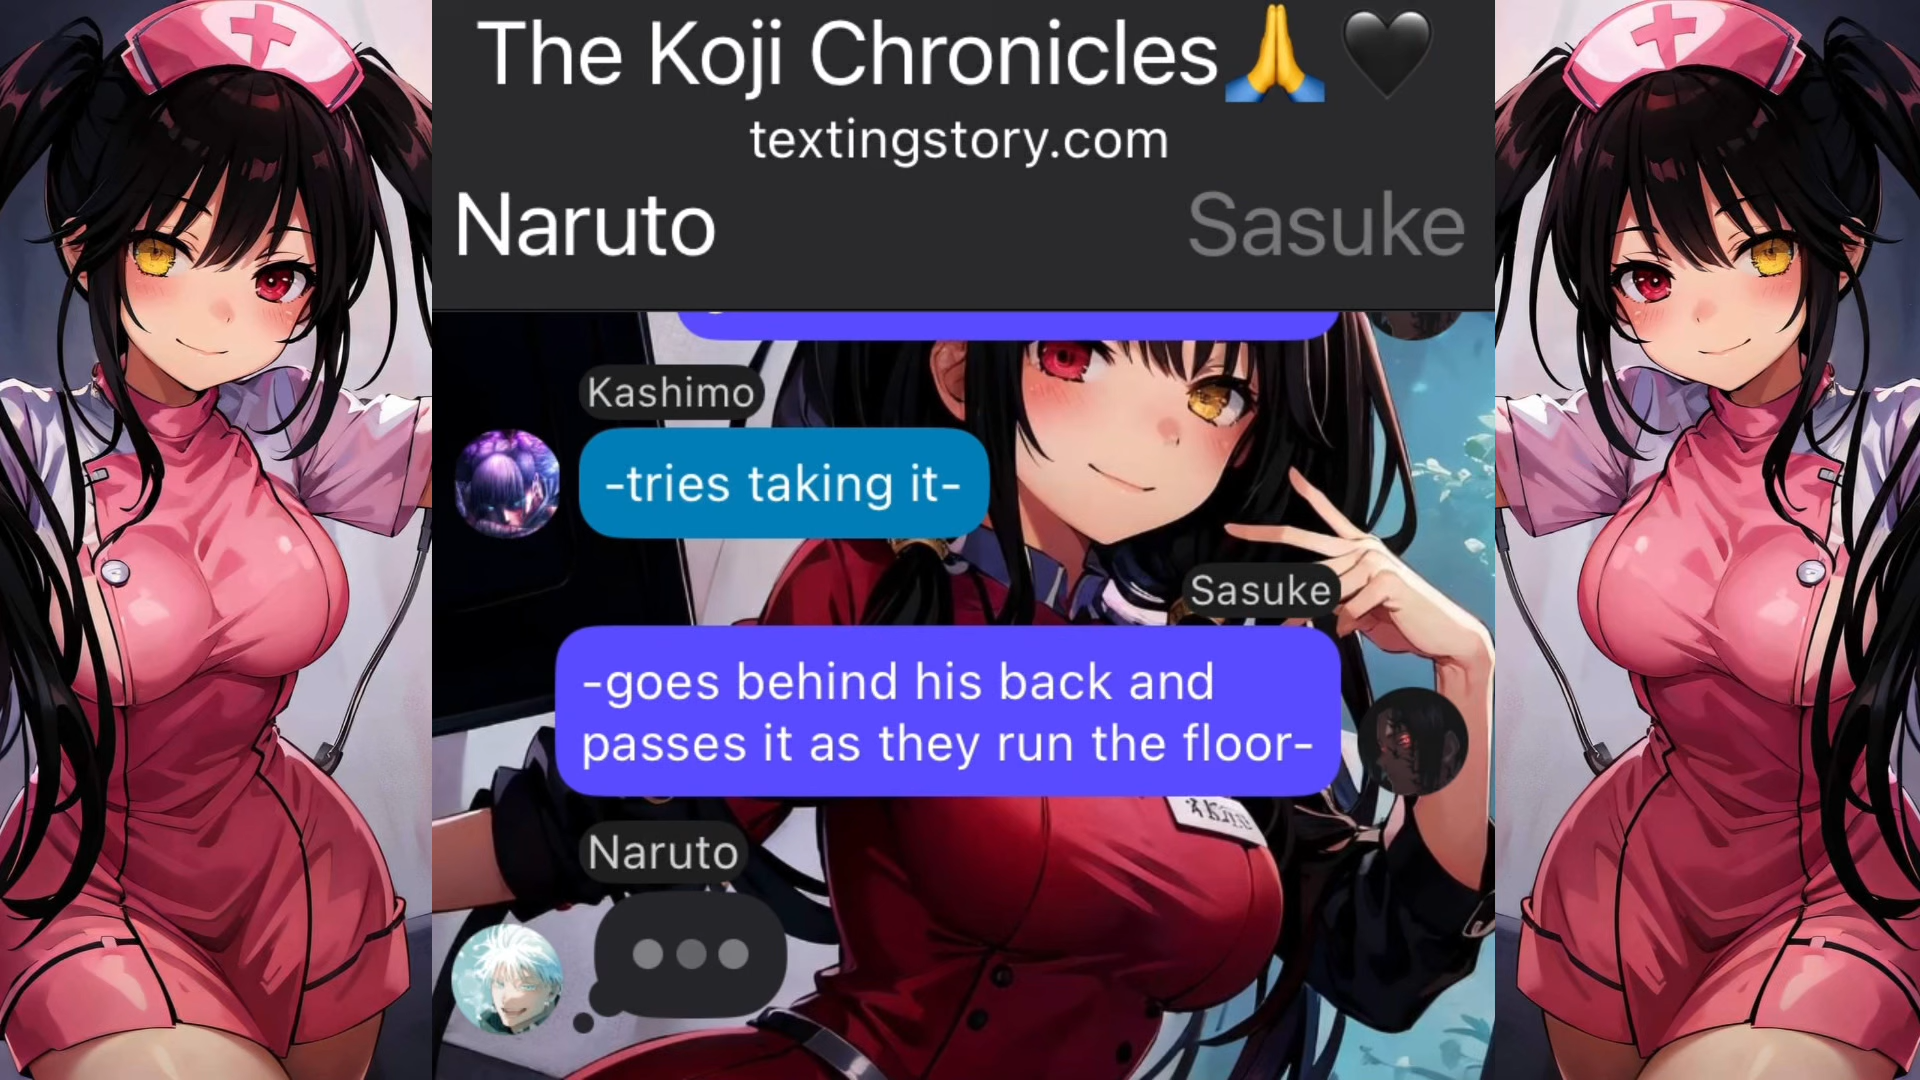 The Koji Chronicles🙏🖤
textingstory.com
Naruto
Sasuke
Kashimo
-tries taking it-
Sasuke
-goes behind his back and
passes it as they run the floor-
Naruto